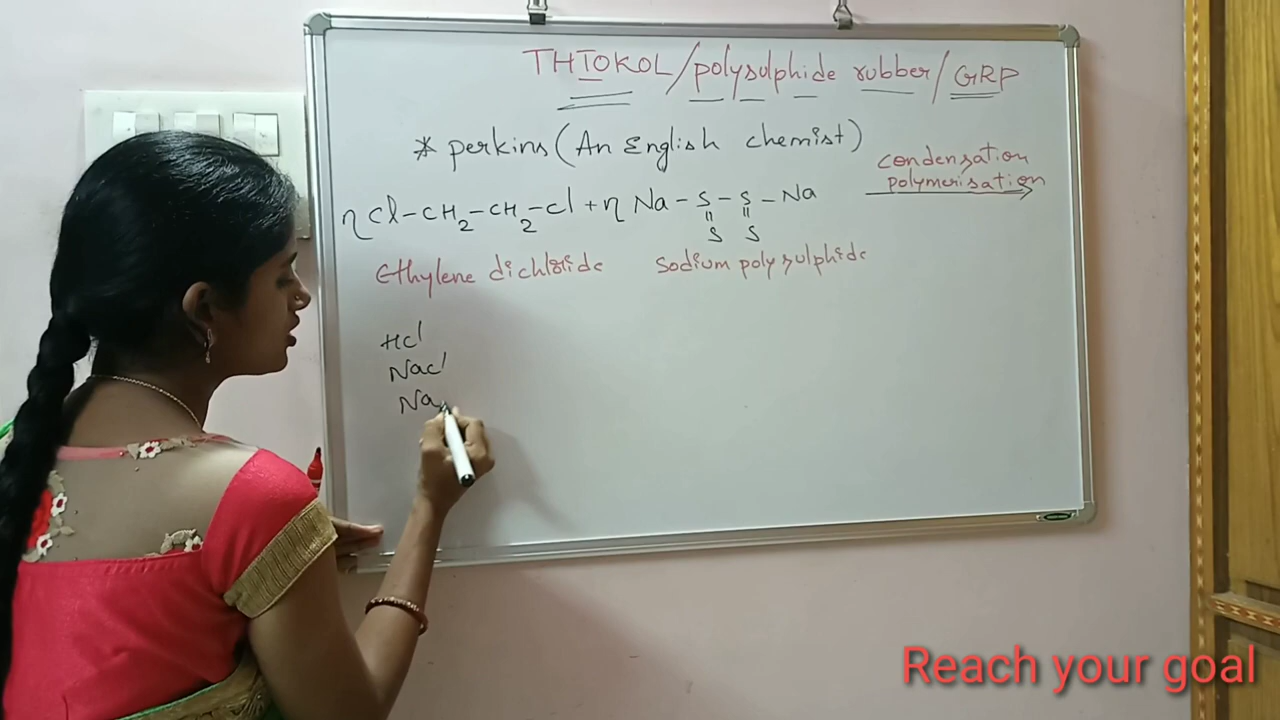 THIOKOL/polysulphide rubber/GRP
* perkins (An English chemist)
condensation
polymerisation
n Cl-CH2-CH2-Cl + n Na-S-S-Na
S S
Ethylene dichloride Sodium polysulphide
HCl
NaCl
Na
Reach your goal